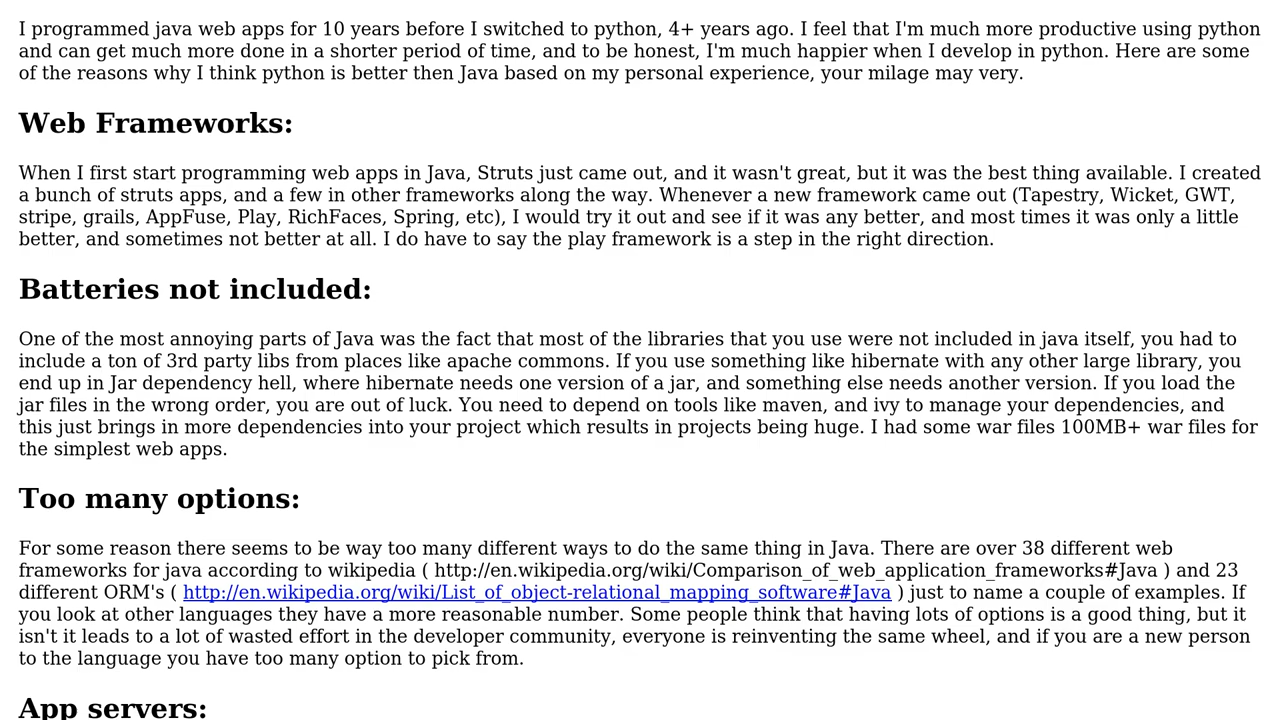 I programmed java web apps for 10 years before I switched to python, 4+ years ago. I feel that I'm much more productive using python
and can get much more done in a shorter period of time, and to be honest, I'm much happier when I develop in python. Here are some
of the reasons why I think python is better then Java based on my personal experience, your milage may very.
Web Frameworks:
When I first start programming web apps in Java, Struts just came out, and it wasn't great, but it was the best thing available. I created
a bunch of struts apps, and a few in other frameworks along the way. Whenever a new framework came out (Tapestry, Wicket, GWT,
stripe, grails, AppFuse, Play, RichFaces, Spring, etc), I would try it out and see if it was any better, and most times it was only a little
better, and sometimes not better at all. I do have to say the play framework is a step in the right direction.
Batteries not included:
One of the most annoying parts of Java was the fact that most of the libraries that you use were not included in java itself, you had to
include a ton of 3rd party libs from places like apache commons. If you use something like hibernate with any other large library, you
end up in Jar dependency hell, where hibernate needs one version of a jar, and something else needs another version. If you load the
jar files in the wrong order, you are out of luck. You need to depend on tools like maven, and ivy to manage your dependencies, and
this just brings in more dependencies into your project which results in projects being huge. I had some war files 100MB+ war files for
the simplest web apps.
Too many options:
For some reason there seems to be way too many different ways to do the same thing in Java. There are over 38 different web
frameworks for java according to wikipedia ( http://en.wikipedia.org/wiki/Comparison_of_web_application_frameworks#Java ) and 23
different ORM's ( http://en.wikipedia.org/wiki/List_of_object-relational_mapping_software#Java ) just to name a couple of examples. If
you look at other languages they have a more reasonable number. Some people think that having lots of options is a good thing, but it
isn't it leads to a lot of wasted effort in the developer community, everyone is reinventing the same wheel, and if you are a new person
to the language you have too many option to pick from.
App servers: